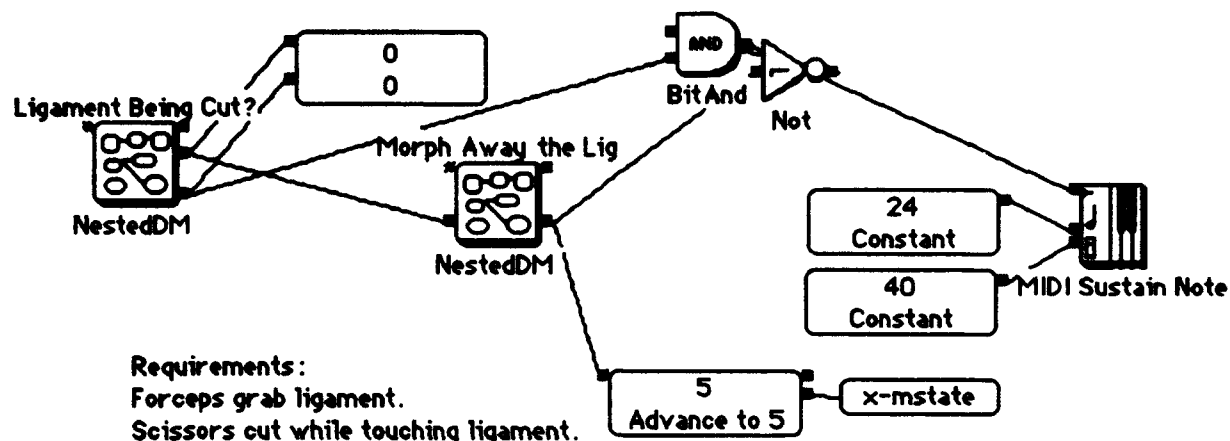 0
0
Ligament Being Cut?
NestedDM
Morph Away the Lig
NestedDM
AND
BitAnd
Not
24
Constant
40
Constant
MIDI Sustain Note
5
Advance to 5
x-mstate
Requirements:
Forceps grab ligament.
Scissors cut while touching ligament.